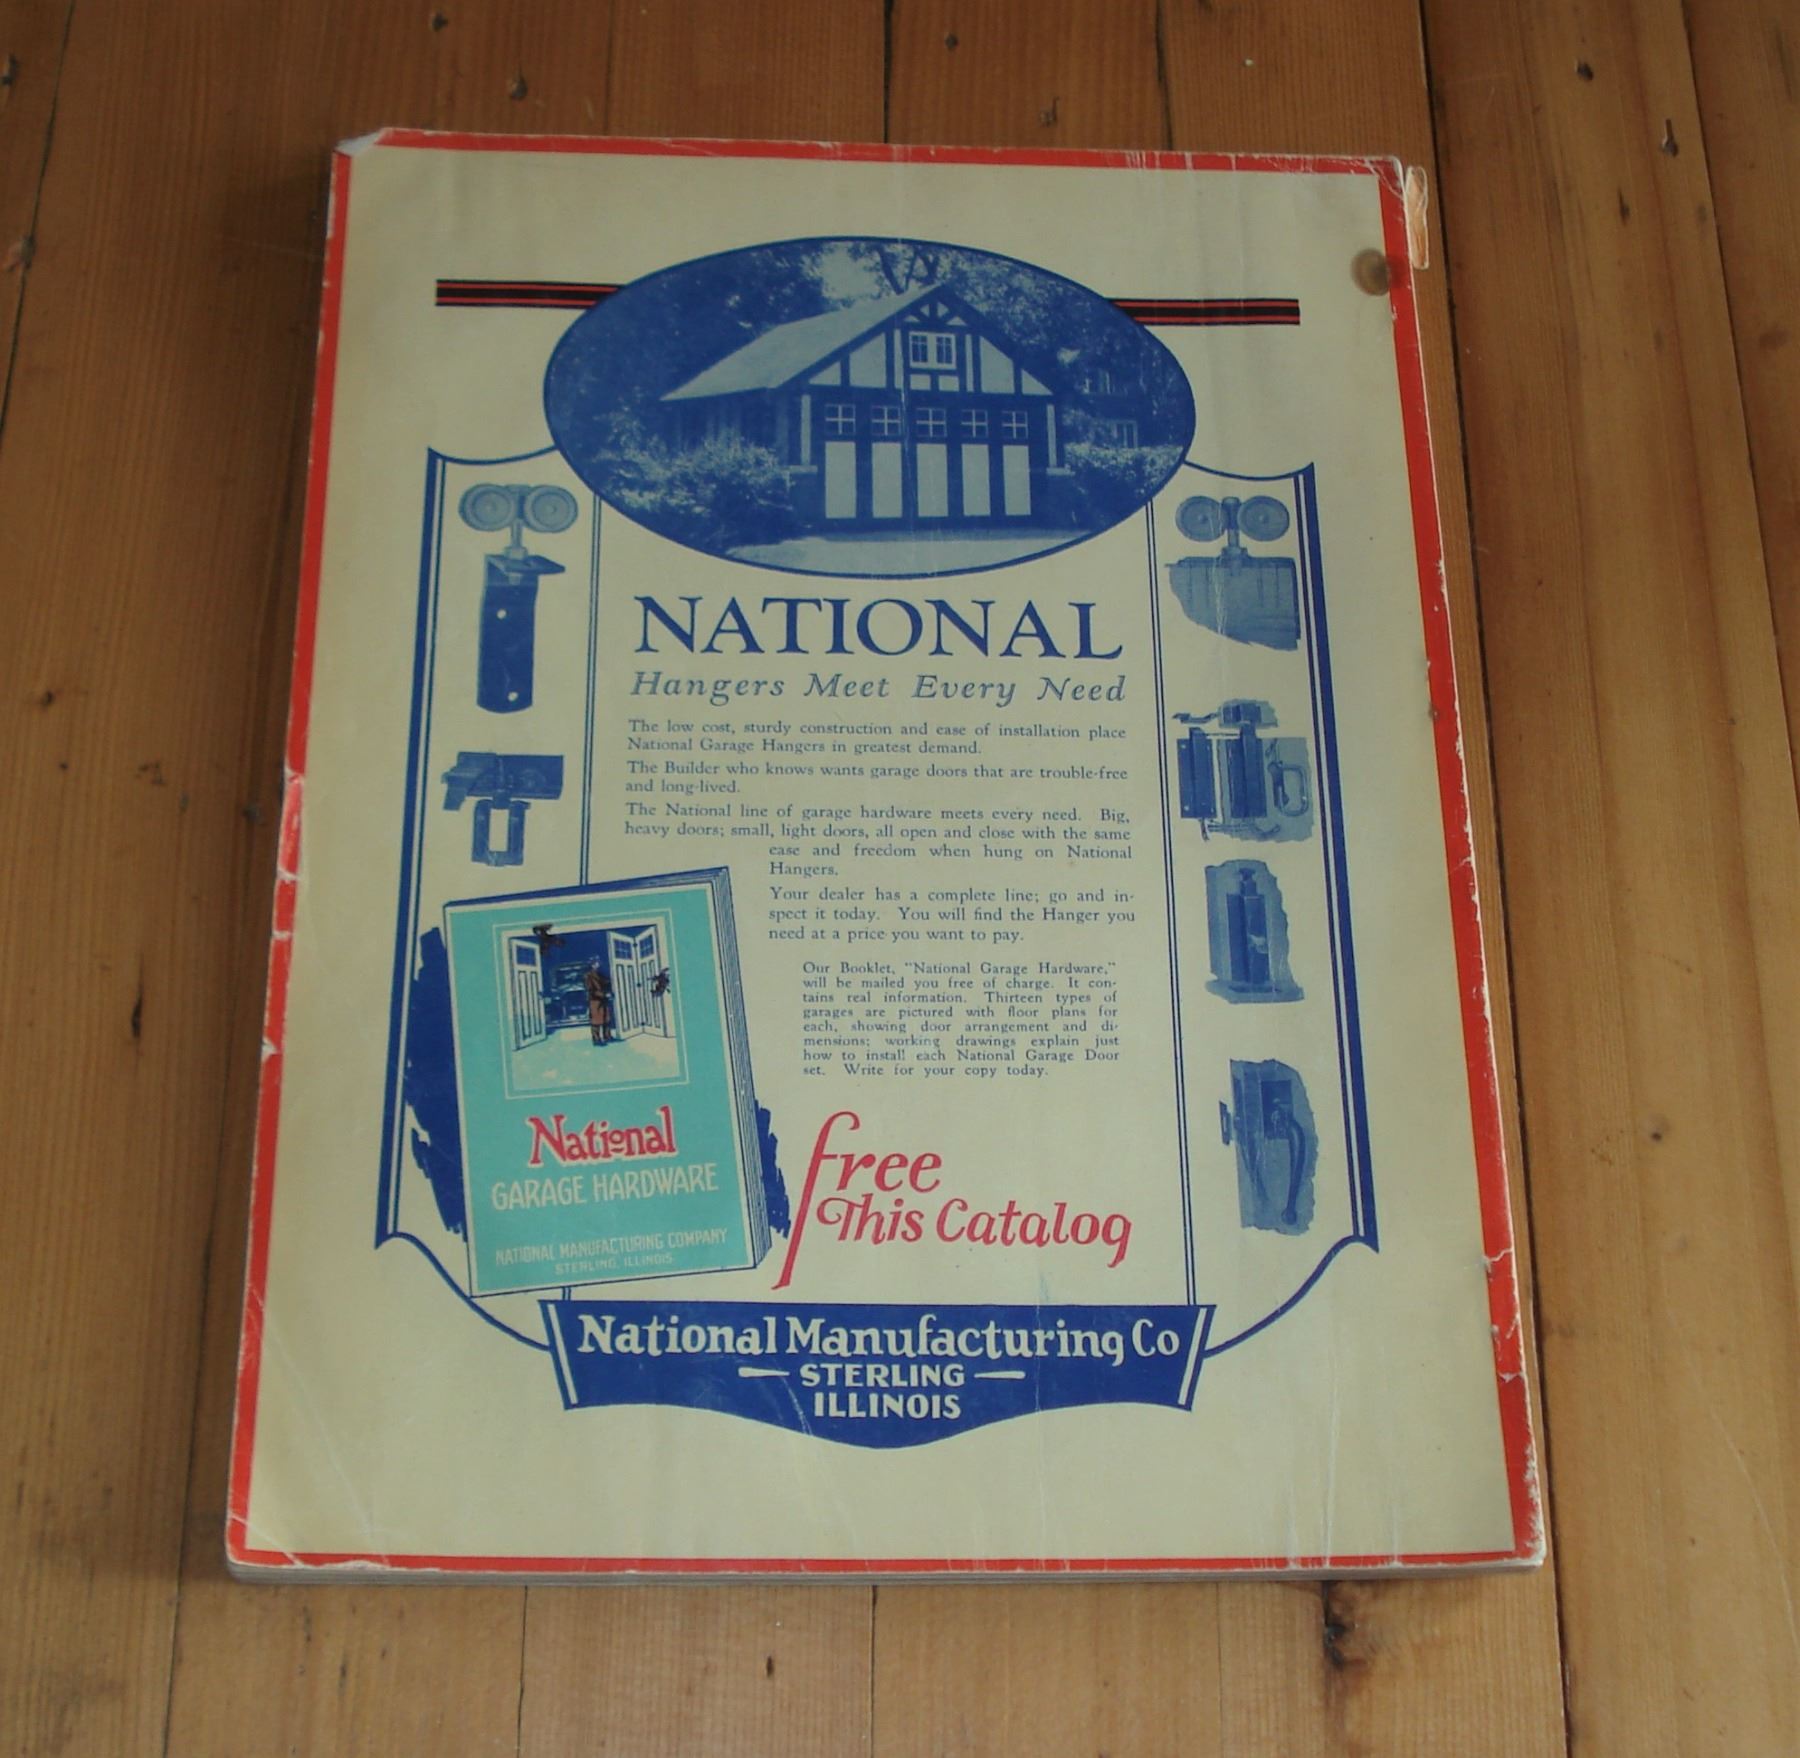 NATIONAL
Hangers Meet Every Need
The low cost, sturdy construction and ease of installation place
National Garage Hangers in greatest demand.
The Builder who knows wants garage doors that are trouble-free
and long-lived.
The National line of garage hardware meets every need. Big,
heavy doors; small, light doors, all open and close with the same
ease and freedom when hung on National
Hangers.
Your dealer has a complete line; go and in-
spect it today. You will find the Hanger you
need at a price you want to pay.
Our Booklet, "National Garage Hardware,"
will be mailed you free of charge. It con-
tains real information. Thirteen types of
garages are pictured with floor plans for
each, showing door arrangement and di-
mensions; working drawings explain just
how to install each National Garage Door
set. Write for your copy today.
National
GARAGE HARDWARE
NATIONAL MANUFACTURING COMPANY
STERLING, ILLINOIS
free
This Catalog
National Manufacturing Co
STERLING
ILLINOIS